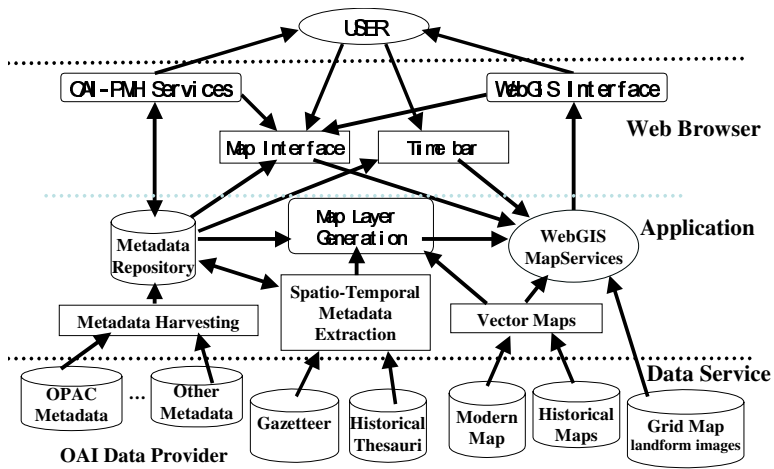 USER
OAI-PMH Services
WebGIS Interface
Web Browser
Map Interface
Time bar
Map Layer
Generation
Application
Metadata
Repository
WebGIS
MapServices
Spatio-Temporal
Metadata
Extraction
Metadata Harvesting
Vector Maps
Data Service
OPAC
Metadata
...
Other
Metadata
Gazetteer
Historical
Thesauri
Modern
Map
Historical
Maps
Grid Map
landform images
OAI Data Provider